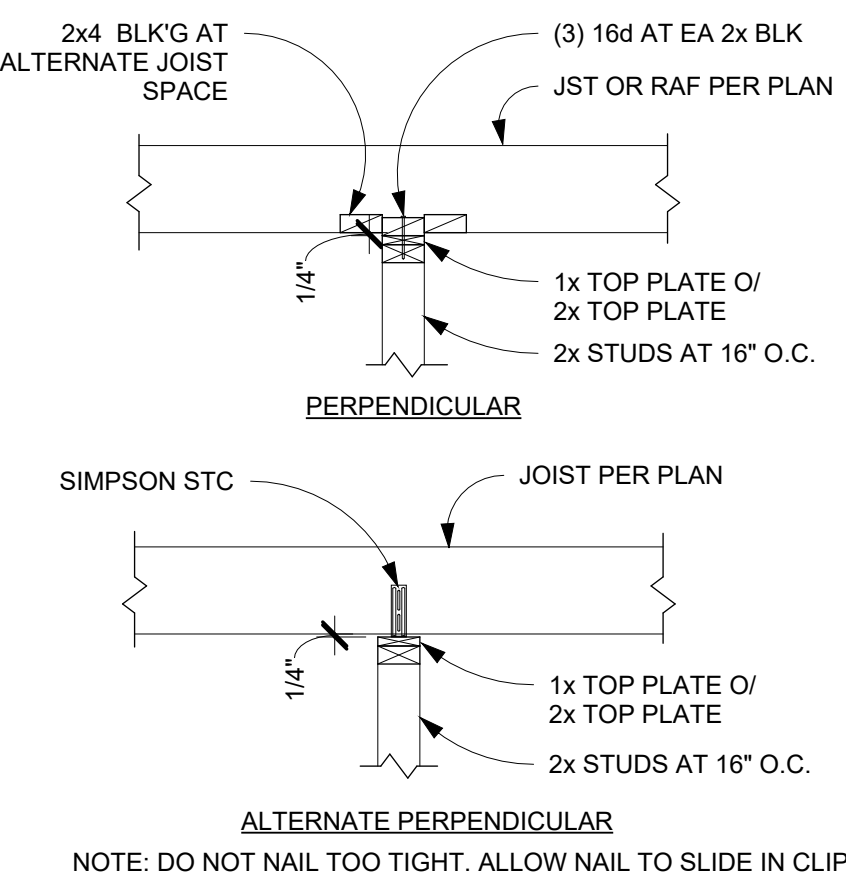 2x4 BLK'G AT
ALTERNATE JOIST
SPACE
(3) 16d AT EA 2x BLK
JST OR RAF PER PLAN
1/4"
1x TOP PLATE O/
2x TOP PLATE
2x STUDS AT 16" O.C.
PERPENDICULAR
SIMPSON STC
JOIST PER PLAN
1/4"
1x TOP PLATE O/
2x TOP PLATE
2x STUDS AT 16" O.C.
ALTERNATE PERPENDICULAR
NOTE: DO NOT NAIL TOO TIGHT. ALLOW NAIL TO SLIDE IN CLIP